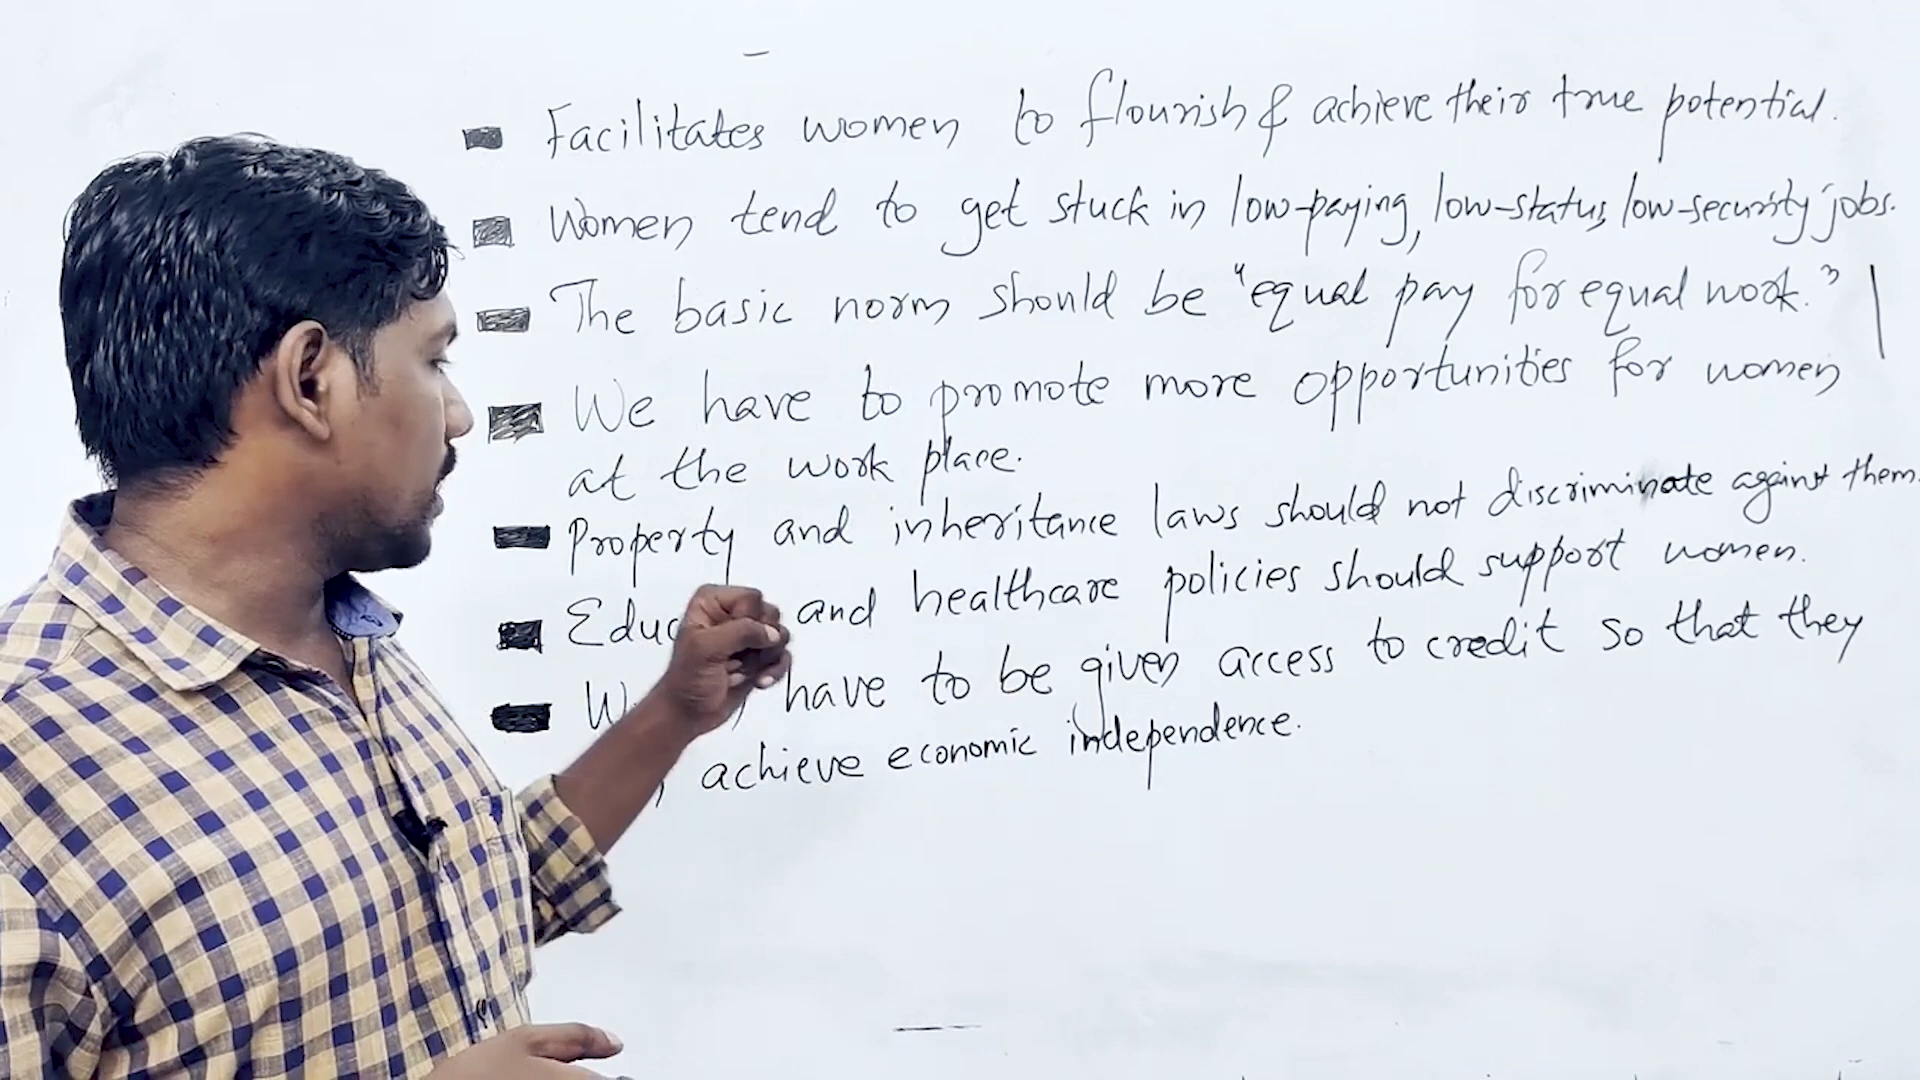 Facilitates women to flourish & achieve their true potential.
Women tend to get stuck in low-paying, low-status, low-security jobs.
The basic norm should be "equal pay for equal work."
We have to promote more opportunities for women
at the work place.
Property and inheritance laws should not discriminate against them.
and healthcare policies should support women.
have to be given access to credit so that they
achieve economic independence.